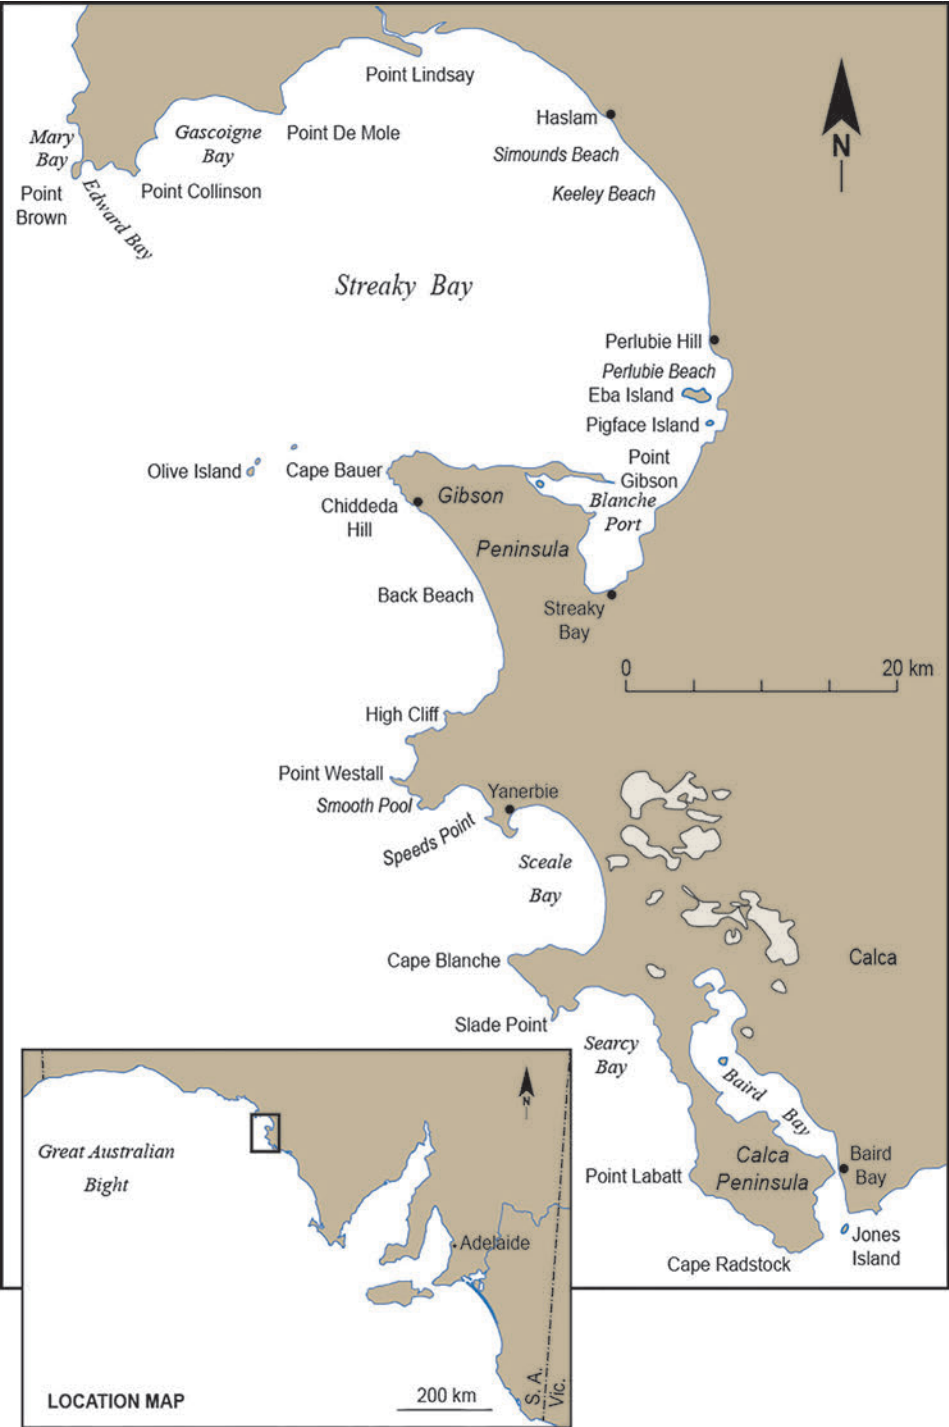 Point Lindsay
Haslam
Mary
Bay
Gascoigne
Bay
Point De Mole
Simounds Beach
Point
Brown
Edward Bay
Point Collinson
Keeley Beach
N
Streaky Bay
Perlubie Hill
Perlubie Beach
Eba Island
Pigface Island
Olive Island
Cape Bauer
Point
Gibson
Chiddeda
Hill
Gibson
Peninsula
Blanche
Port
Back Beach
Streaky
Bay
0
20 km
High Cliff
Point Westall
Smooth Pool
Yanerbie
Speeds Point
Sceale
Bay
Cape Blanche
Calca
Slade Point
Searcy
Bay
Baird
Bay
Calca
Peninsula
Baird
Bay
Point Labatt
Jones
Island
Cape Radstock
Great Australian
Bight
N
Adelaide
LOCATION MAP
200 km
S. A.
Vic.